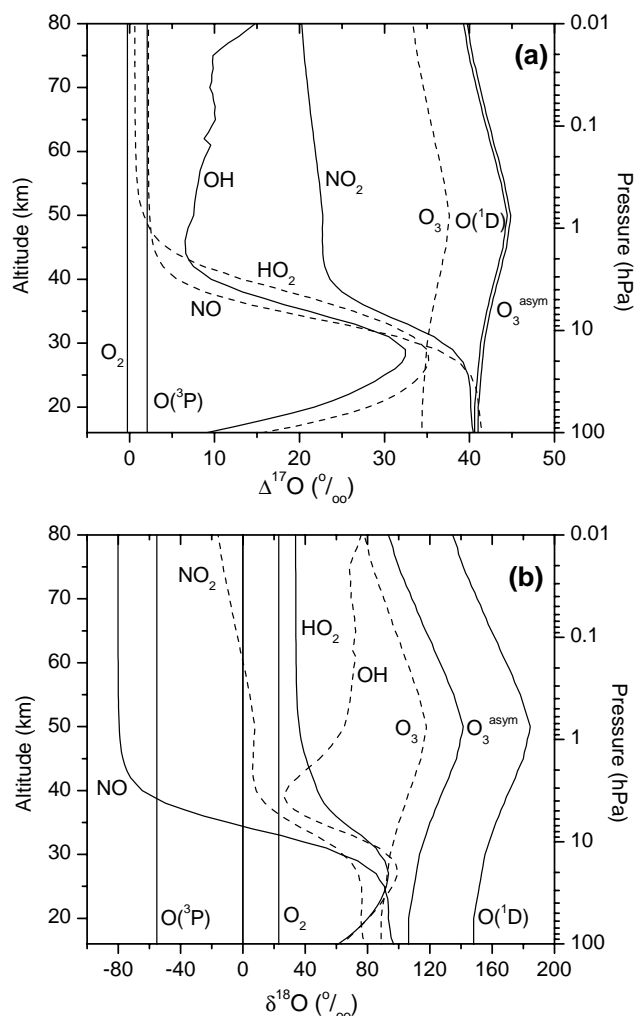 80
70
60
50
40
30
20
Altitude (km)
0.01
0.1
1
10
100
Pressure (hPa)
(a)
OH
NO₂
O₃
O(¹D)
HO₂
NO
O₃ᵃˢʸᵐ
O₂
O(³P)
0
10
20
30
40
50
Δ¹⁷O (‰)
80
70
60
50
40
30
20
Altitude (km)
0.01
0.1
1
10
100
Pressure (hPa)
(b)
NO₂
HO₂
OH
O₃
O₃ᵃˢʸᵐ
NO
O(³P)
O₂
O(¹D)
-80
-40
0
40
80
120
160
200
δ¹⁸O (‰)